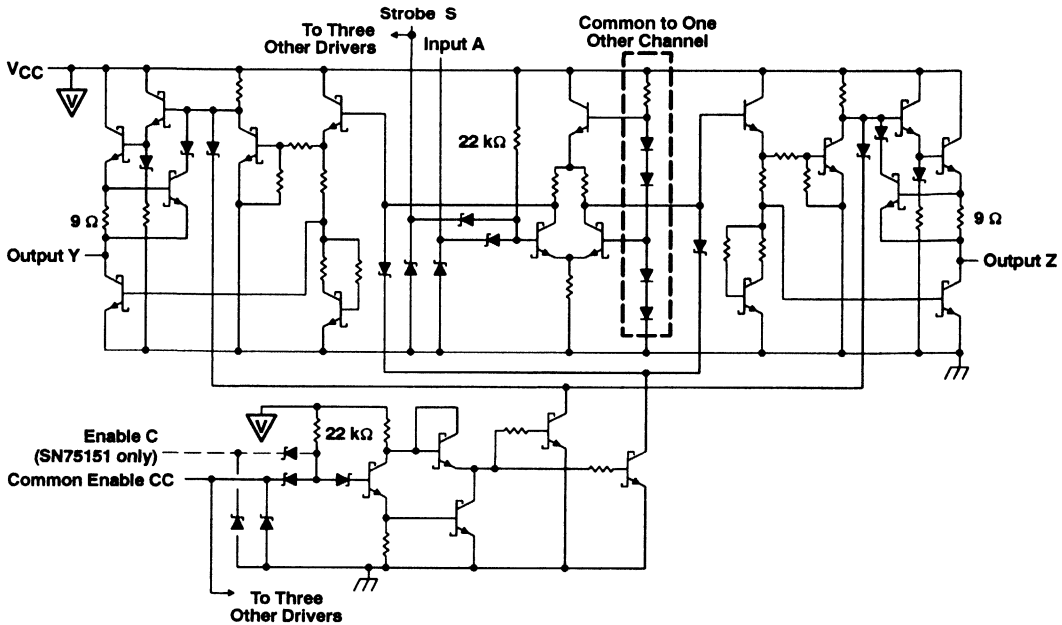 Strobe S
To Three
Other Drivers
Input A
Common to One
Other Channel
VCC
V
22 kΩ
9 Ω
9 Ω
Output Y
Output Z
V
22 kΩ
Enable C
(SN75151 only)
Common Enable CC
To Three
Other Drivers